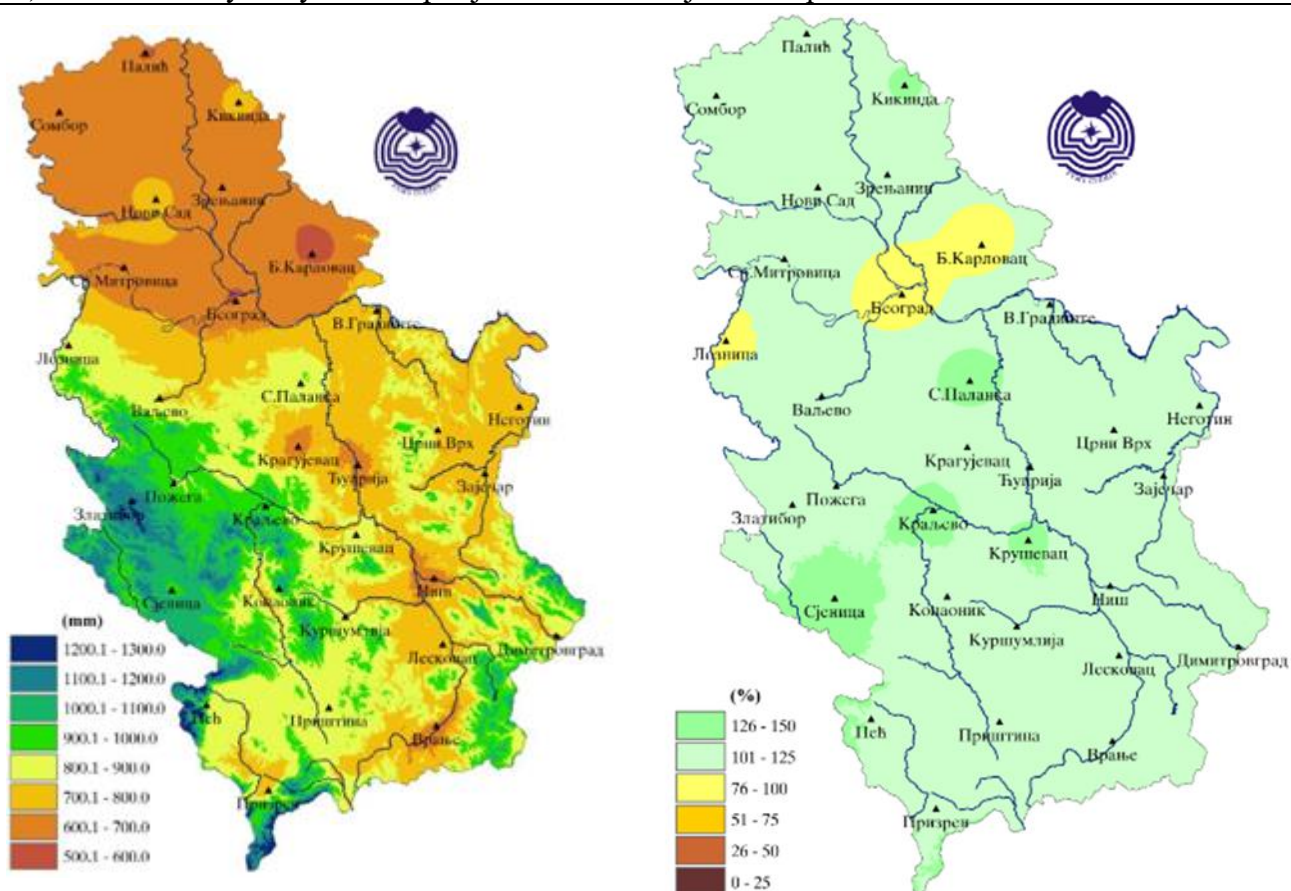 Палић
Кикинда
Сомбор
Зрењанин
Нови Сад
Б.Карловац
Ср.Митровица
Београд
В.Градиште
Лозница
С.Паланка
Ваљево
Неготин
Црни Врх
Крагујевац
Ћуприја
Зајечар
Пожега
Златибор
Краљево
Крушевац
Ниш
Сјеница
Копаоник
Куршумлија
Лесковац
Димитровград
Пећ
Приштина
Врање
Призрен
(mm)
1200.1 - 1300.0
1100.1 - 1200.0
1000.1 - 1100.0
900.1 - 1000.0
800.1 - 900.0
700.1 - 800.0
600.1 - 700.0
500.1 - 600.0
Палић
Кикинда
Сомбор
Зрењанин
Нови Сад
Б.Карловац
Ср.Митровица
Београд
В.Градиште
Лозница
С.Паланка
Ваљево
Неготин
Црни Врх
Крагујевац
Ћуприја
Зајечар
Пожега
Златибор
Краљево
Крушевац
Ниш
Сјеница
Копаоник
Куршумлија
Лесковац
Димитровград
Пећ
Приштина
Врање
Призрен
(%)
126 - 150
101 - 125
76 - 100
51 - 75
26 - 50
0 - 25